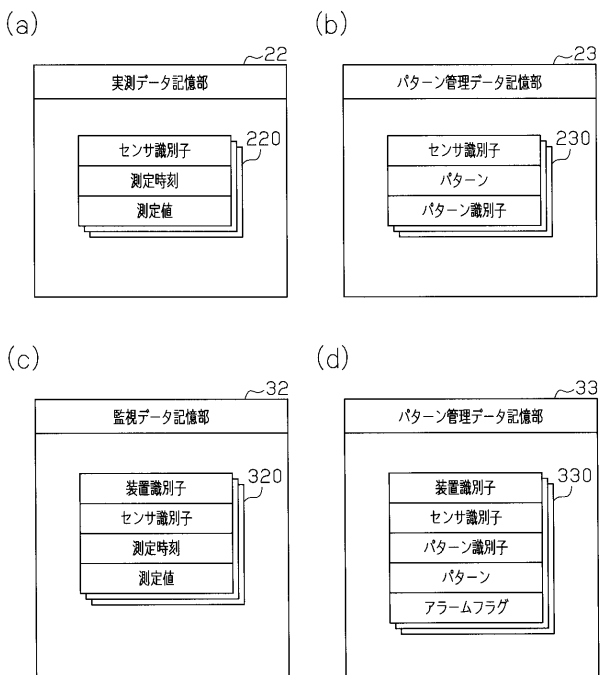 (a)
22
実測データ記憶部
220
センサ識別子
測定時刻
測定値
(b)
23
パターン管理データ記憶部
230
センサ識別子
パターン
パターン識別子
(c)
32
監視データ記憶部
320
装置識別子
センサ識別子
測定時刻
測定値
(d)
33
パターン管理データ記憶部
330
装置識別子
センサ識別子
パターン識別子
パターン
アラームフラグ